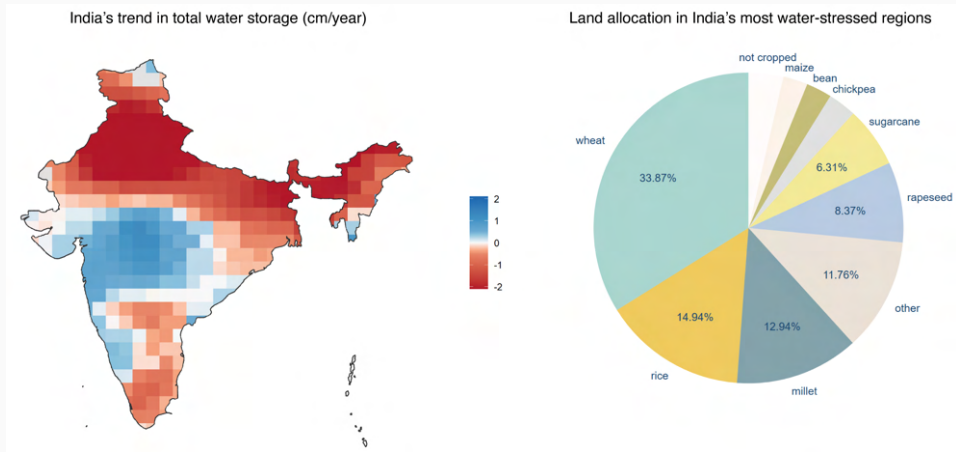 India's trend in total water storage (cm/year)
2
1
0
-1
-2
Land allocation in India's most water-stressed regions
not cropped
maize
bean
chickpea
sugarcane
6.31%
rapeseed
8.37%
11.76%
other
12.94%
millet
14.94%
rice
33.87%
wheat